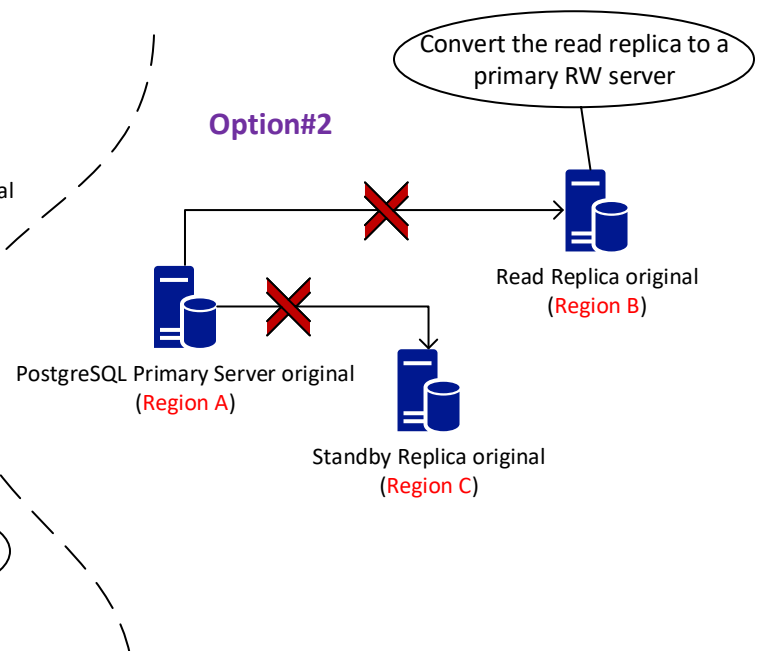 Convert the read replica to a
primary RW server
Option#2
al
Read Replica original
(Region B)
PostgreSQL Primary Server original
(Region A)
Standby Replica original
(Region C)